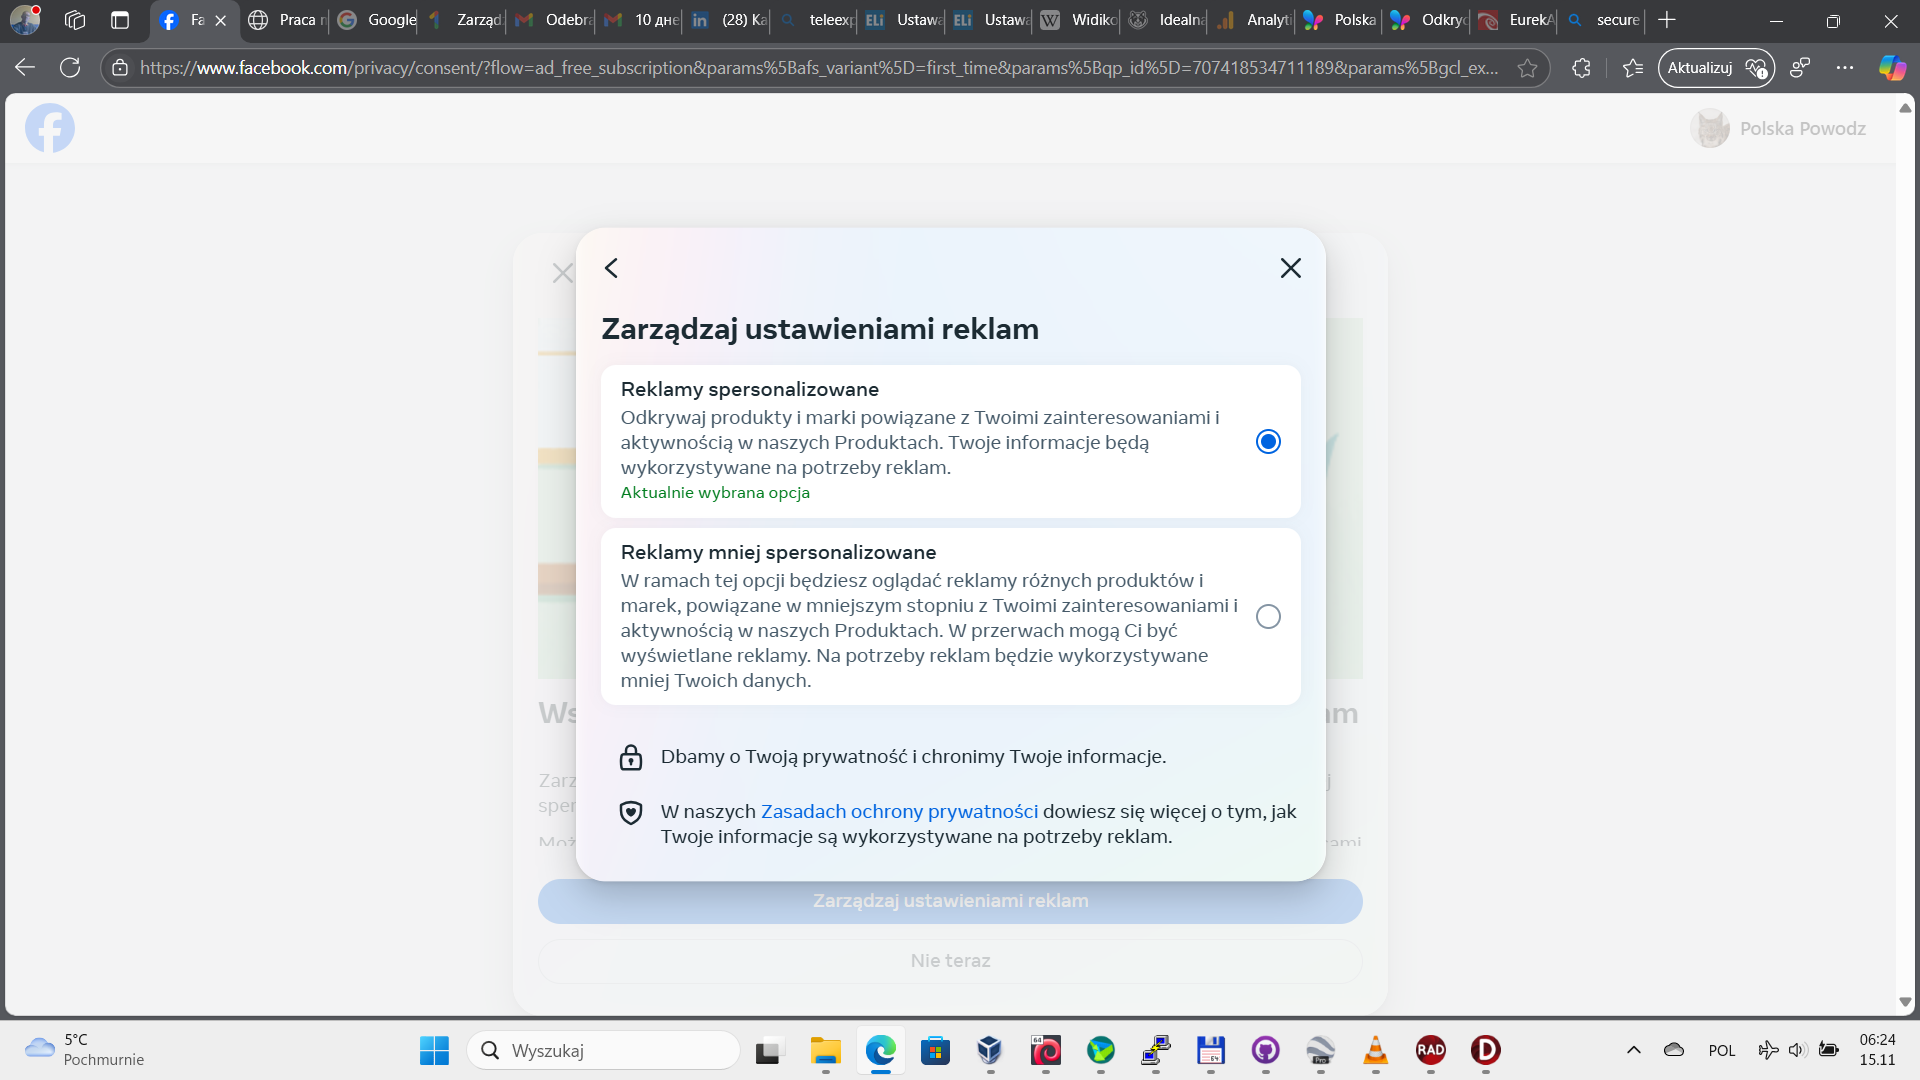 Fa
Praca n
Google
Zarządz
Odebra
10 дне
(28) Ka
teleexp
Ustawa
Ustawa
Widiko
Idealna
Analyti
Polska
Odkryc
EurekA
secure
https://www.facebook.com/privacy/consent/?flow=ad_free_subscription&params%5Bafs_variant%5D=first_time&params%5Bqp_id%5D=707418534711189&params%5Bgcl_ex...
Aktualizuj
Polska Powodz
Zarządzaj ustawieniami reklam
Reklamy spersonalizowane
Odkrywaj produkty i marki powiązane z Twoimi zainteresowaniami i
aktywnością w naszych Produktach. Twoje informacje będą
wykorzystywane na potrzeby reklam.
Aktualnie wybrana opcja
Reklamy mniej spersonalizowane
W ramach tej opcji będziesz oglądać reklamy różnych produktów i
marek, powiązane w mniejszym stopniu z Twoimi zainteresowaniami i
aktywnością w naszych Produktach. W przerwach mogą Ci być
wyświetlane reklamy. Na potrzeby reklam będzie wykorzystywane
mniej Twoich danych.
Dbamy o Twoją prywatność i chronimy Twoje informacje.
W naszych Zasadach ochrony prywatności dowiesz się więcej o tym, jak
Twoje informacje są wykorzystywane na potrzeby reklam.
Zarządzaj ustawieniami reklam
Nie teraz
5°C
Pochmurnie
Wyszukaj
POL
06:24
15.11